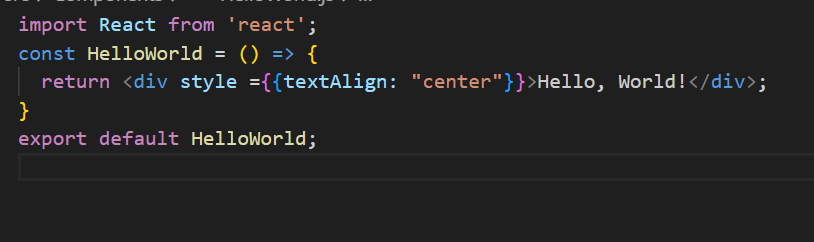 import React from 'react';
const HelloWorld = () => {
  return <div style ={{textAlign: "center"}}>Hello, World!</div>;
}
export default HelloWorld;